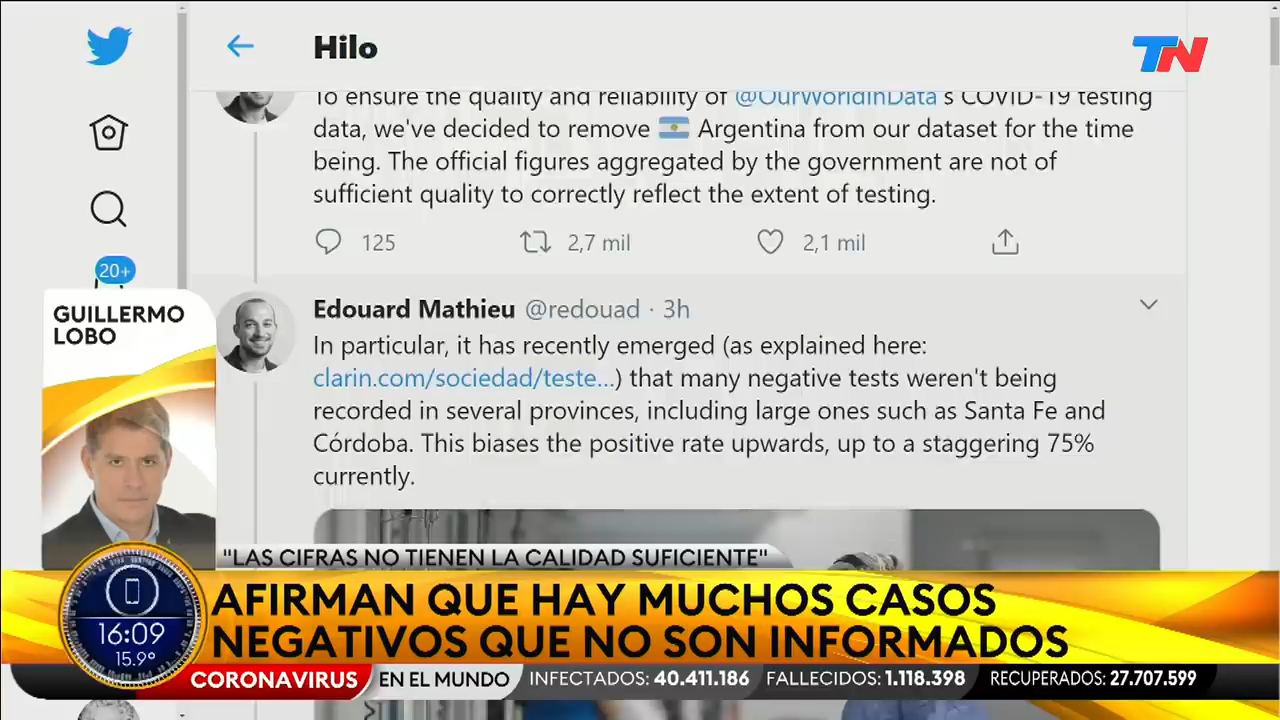 Hilo
TN
To ensure the quality and reliability of @OurWorldInData's COVID-19 testing
data, we've decided to remove 🇦🇷 Argentina from our dataset for the time
being. The official figures aggregated by the government are not of
sufficient quality to correctly reflect the extent of testing.
125 2,7 mil 2,1 mil
20+
GUILLERMO
LOBO
Edouard Mathieu @redouad · 3h
In particular, it has recently emerged (as explained here:
clarin.com/sociedad/teste...) that many negative tests weren't being
recorded in several provinces, including large ones such as Santa Fe and
Córdoba. This biases the positive rate upwards, up to a staggering 75%
currently.
"LAS CIFRAS NO TIENEN LA CALIDAD SUFICIENTE"
AFIRMAN QUE HAY MUCHOS CASOS
NEGATIVOS QUE NO SON INFORMADOS
16:09
15.9°
CORONAVIRUS EN EL MUNDO INFECTADOS: 40.411.186 FALLECIDOS: 1.118.398 RECUPERADOS: 27.707.599